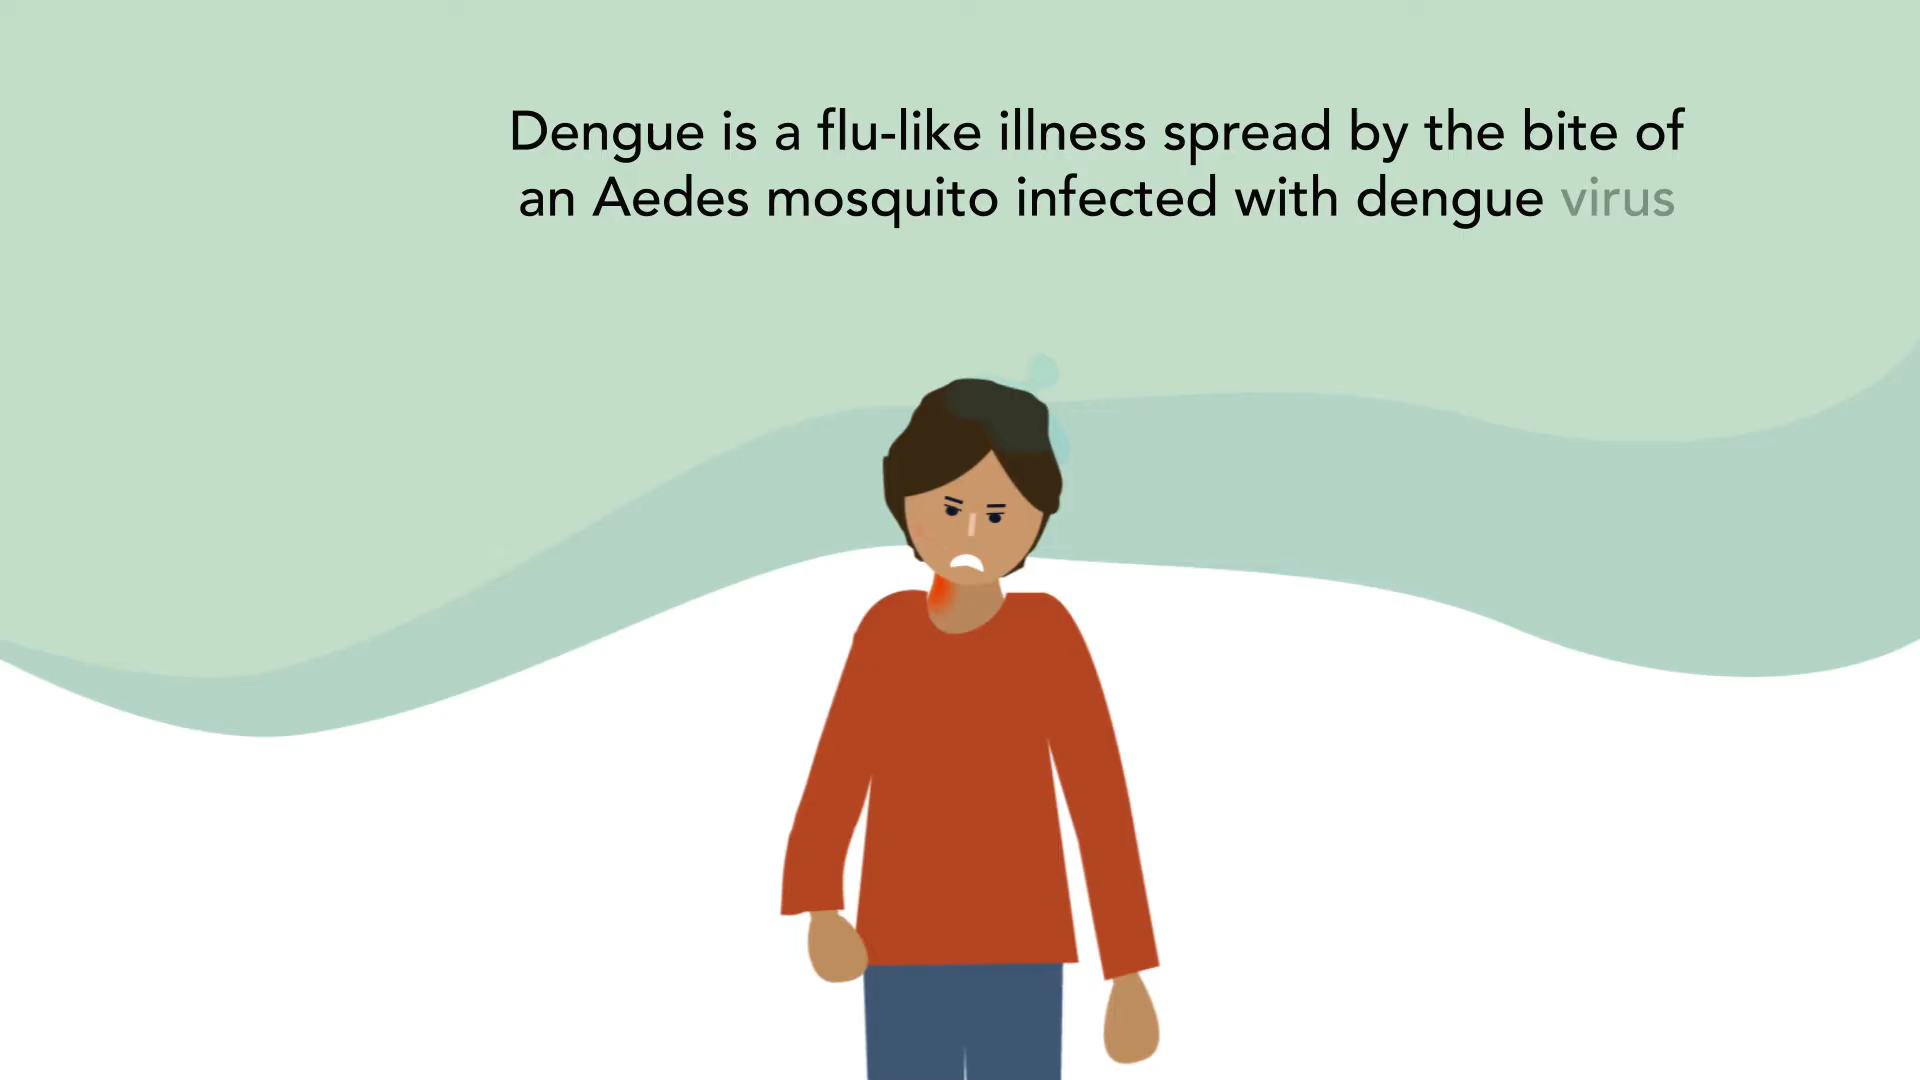 Dengue is a flu-like illness spread by the bite of
an Aedes mosquito infected with dengue virus